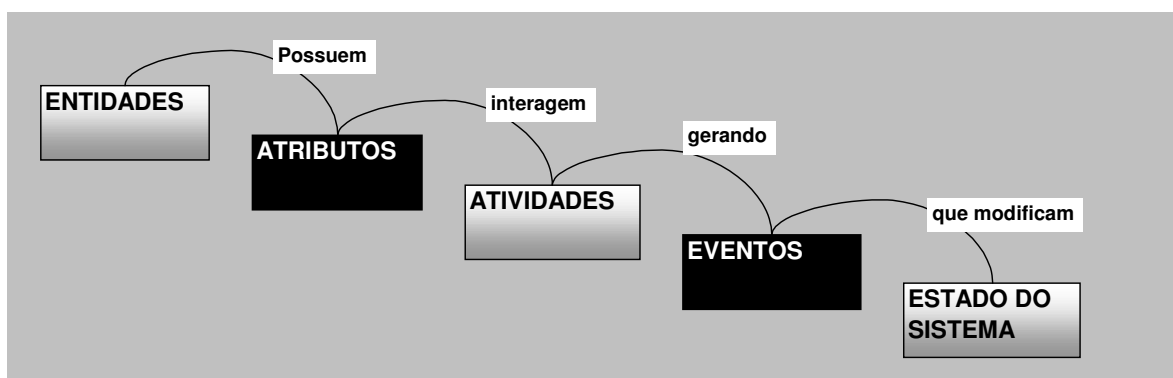 Possuem
ENTIDADES
interagem
ATRIBUTOS
gerando
ATIVIDADES
que modificam
EVENTOS
ESTADO DO
SISTEMA